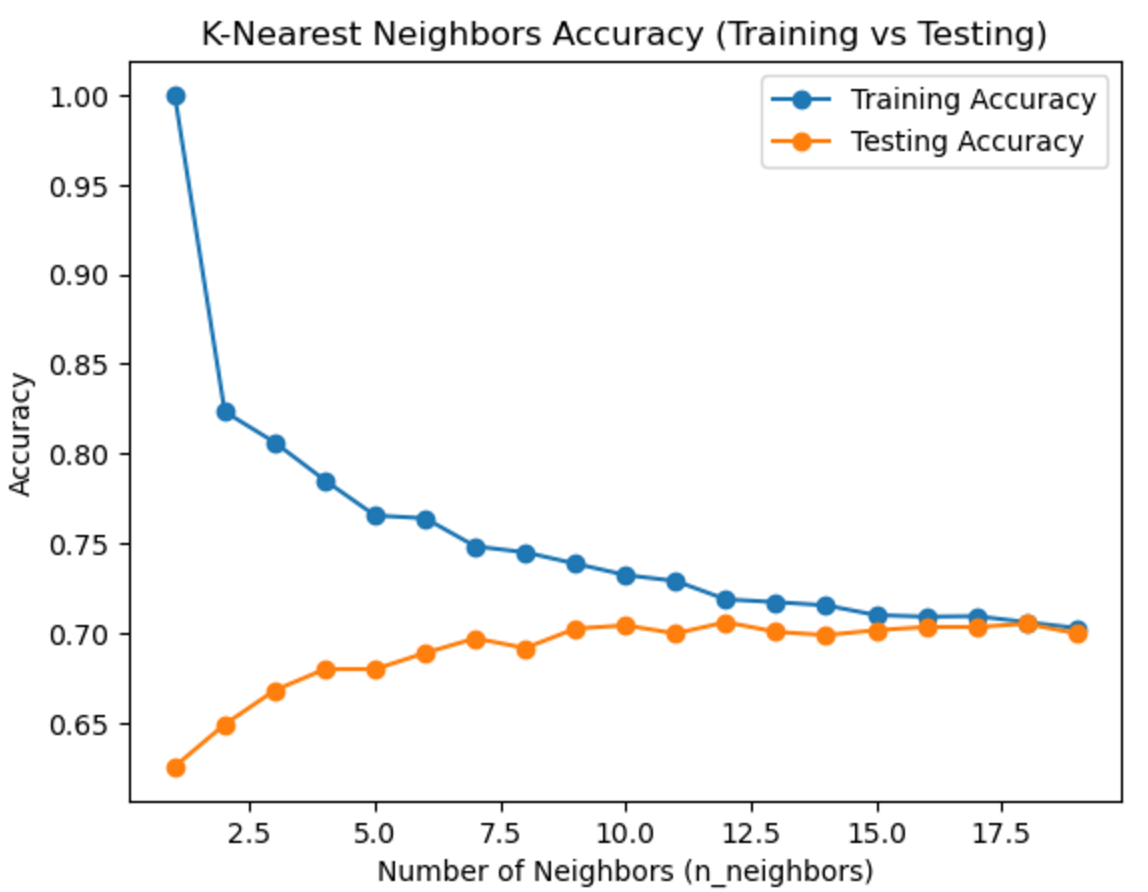 K-Nearest Neighbors Accuracy (Training vs Testing)
Training Accuracy
Testing Accuracy
1.00
0.95
0.90
0.85
0.80
0.75
0.70
0.65
Accuracy
2.5 5.0 7.5 10.0 12.5 15.0 17.5
Number of Neighbors (n_neighbors)